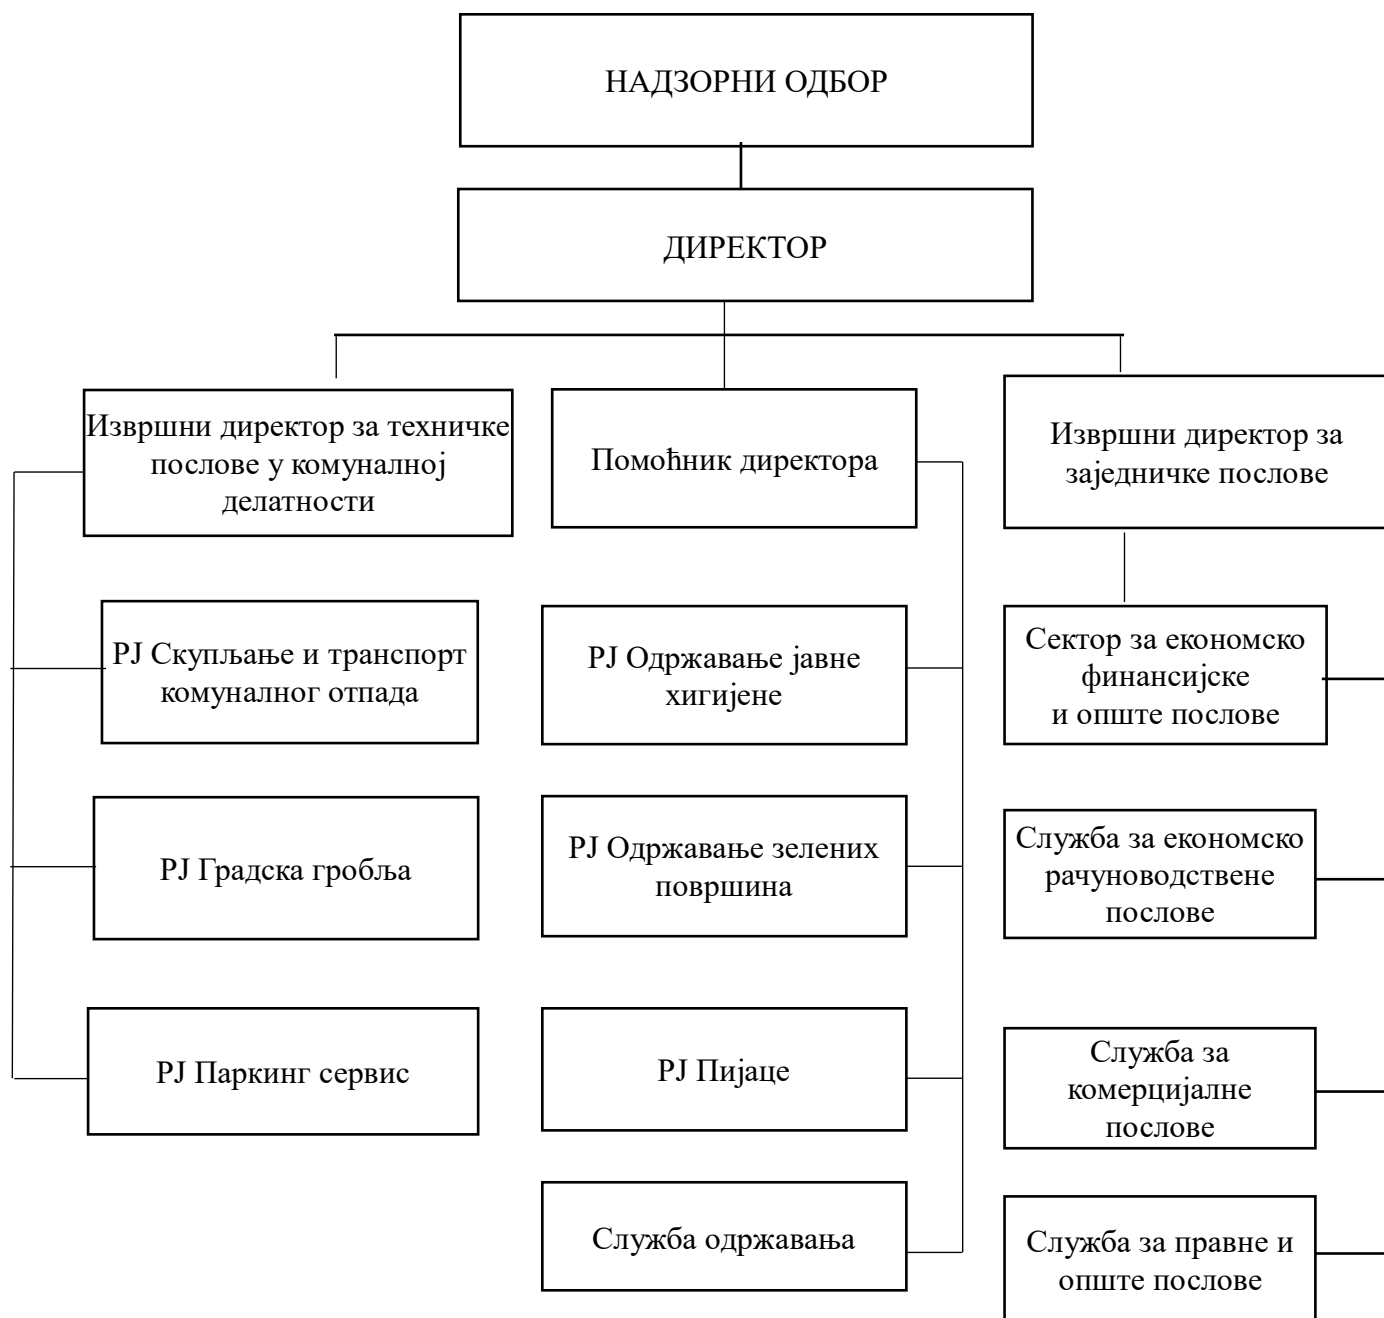 НАДЗОРНИ ОДБОР
ДИРЕКТОР
Извршни директор за техничке
послове у комуналној
делатности
Помоћник директора
Извршни директор за
заједничке послове
РЈ Скупљање и транспорт
комуналног отпада
РЈ Одржавање јавне
хигијене
Сектор за економско
финансијске
и опште послове
РЈ Градска гробља
РЈ Одржавање зелених
површина
Служба за економско
рачуноводствене
послове
РЈ Паркинг сервис
РЈ Пијаце
Служба за
комерцијалне
послове
Служба одржавања
Служба за правне и
опште послове